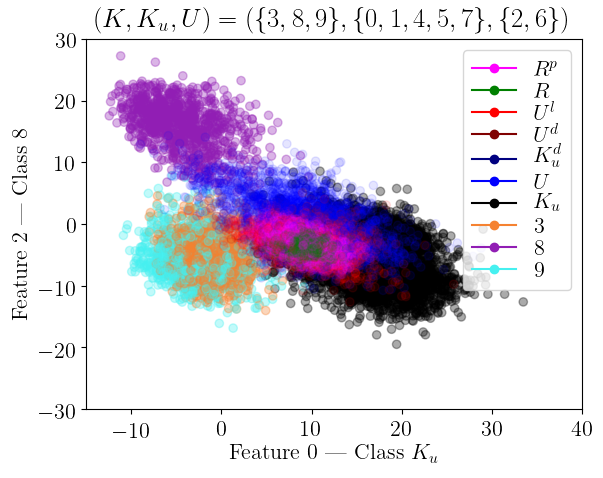 (K, K_u, U) = ({3, 8, 9}, {0, 1, 4, 5, 7}, {2, 6})
30
20
10
0
−10
−20
−30
Feature 2 — Class 8
R^p
R
U^l
U^d
K_u^d
U
K_u
3
8
9
−10 0 10 20 30 40
Feature 0 — Class K_u